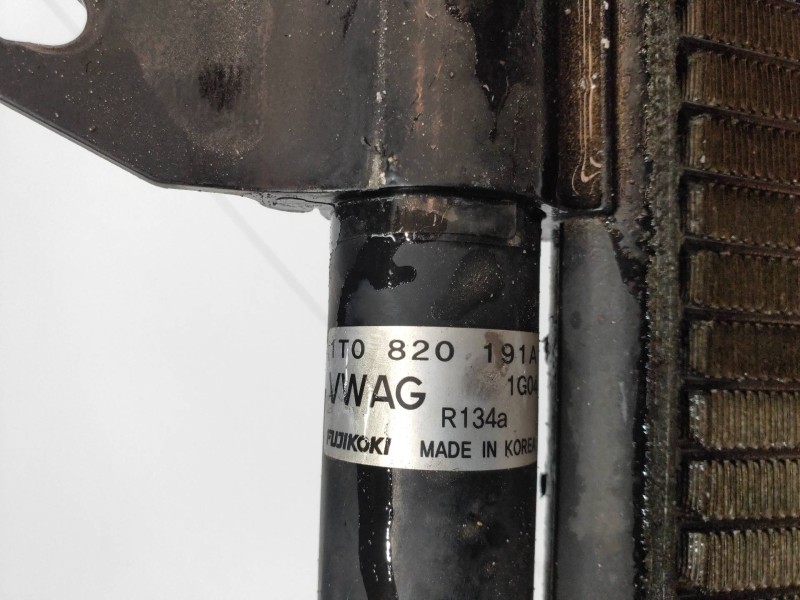 1T0 820 191A
VWAG 1G04
R134a
FUJIKOKI MADE IN KOREA